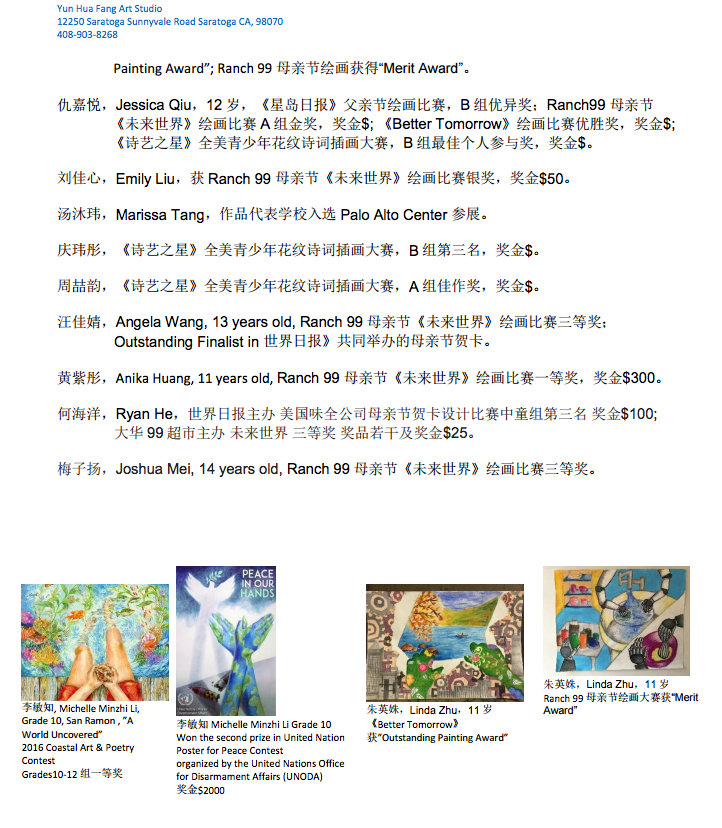 Yun Hua Fang Art Studio
12250 Saratoga Sunnyvale Road Saratoga CA, 98070
408-903-8268
Painting Award”; Ranch 99 母亲节绘画获得“Merit Award”。
仇嘉悦，Jessica Qiu，12 岁，《星岛日报》父亲节绘画比赛，B 组优异奖；Ranch99 母亲节
《未来世界》绘画比赛 A 组金奖，奖金$；《Better Tomorrow》绘画比赛优胜奖，奖金$；
《诗艺之星》全美青少年花纹诗词插画大赛，B 组最佳个人参与奖，奖金$。
刘佳心，Emily Liu，获 Ranch 99 母亲节《未来世界》绘画比赛银奖，奖金$50。
汤沐玮，Marissa Tang，作品代表学校入选 Palo Alto Center 参展。
庆玮彤，《诗艺之星》全美青少年花纹诗词插画大赛，B 组第三名，奖金$。
周喆韵，《诗艺之星》全美青少年花纹诗词插画大赛，A 组佳作奖，奖金$。
汪佳婧，Angela Wang, 13 years old, Ranch 99 母亲节《未来世界》绘画比赛三等奖；
Outstanding Finalist in 世界日报》共同举办的母亲节贺卡。
黄紫彤，Anika Huang, 11 years old, Ranch 99 母亲节《未来世界》绘画比赛一等奖，奖金$300。
何海洋，Ryan He，世界日报主办 美国味全公司母亲节贺卡设计比赛中童组第三名 奖金$100;
大华 99 超市主办 未来世界 三等奖 奖品若干及奖金$25。
梅子扬，Joshua Mei, 14 years old, Ranch 99 母亲节《未来世界》绘画比赛三等奖。
PEACE
IN OUR
HANDS
李敏知, Michelle Minzhi Li,
Grade 10, San Ramon , “A
World Uncovered”
2016 Coastal Art & Poetry
Contest
Grades10-12 组一等奖
李敏知 Michelle Minzhi Li Grade 10
Won the second prize in United Nation
Poster for Peace Contest
organized by the United Nations Office
for Disarmament Affairs (UNODA)
奖金$2000
朱英姝，Linda Zhu，11 岁
《Better Tomorrow》
获“Outstanding Painting Award”
朱英姝，Linda Zhu，11 岁
Ranch 99 母亲节绘画大赛获“Merit
Award”